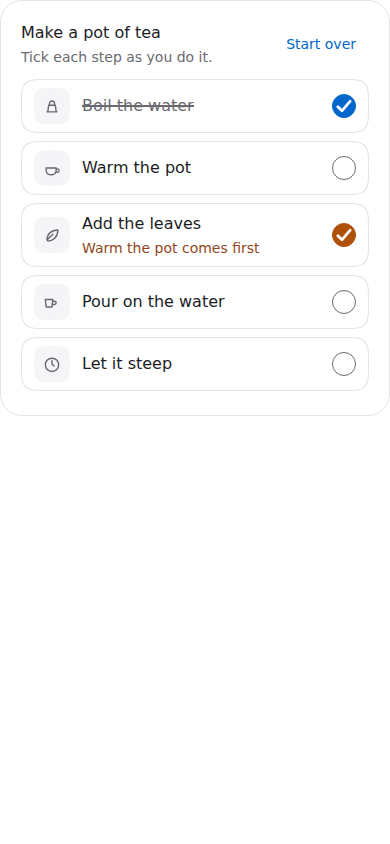 Make a pot of tea
Tick each step as you do it.
Start over
Boil the water
Warm the pot
Add the leaves
Warm the pot comes first
Pour on the water
Let it steep